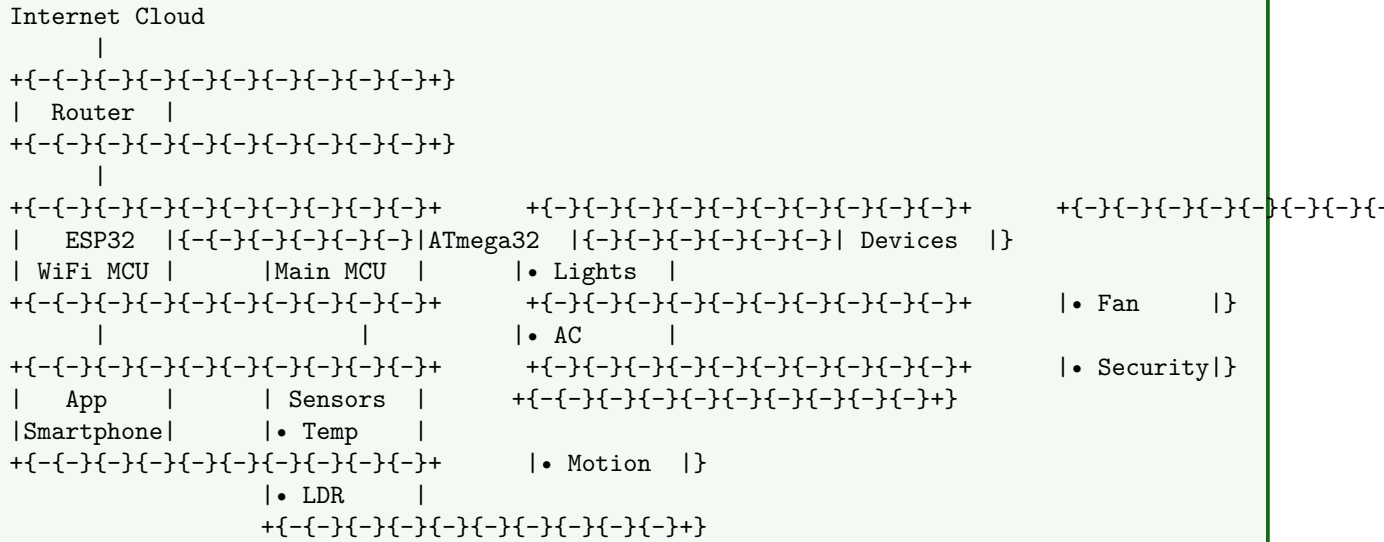 Internet Cloud
      |
+{-{-}{-}{-}{-}{-}{-}{-}{-}{-}+}
|  Router  |
+{-{-}{-}{-}{-}{-}{-}{-}{-}{-}+}
      |
+{-{-}{-}{-}{-}{-}{-}{-}{-}{-}+      +{-}{-}{-}{-}{-}{-}{-}{-}{-}{-}+      +{-}{-}{-}{-}{-}{-}{-}{-
|   ESP32  |{-{-}{-}{-}{-}{-}|ATmega32  |{-}{-}{-}{-}{-}{-}| Devices  |}
| WiFi MCU |      |Main MCU  |      |• Lights  |
+{-{-}{-}{-}{-}{-}{-}{-}{-}{-}+      +{-}{-}{-}{-}{-}{-}{-}{-}{-}{-}+      |• Fan     |}
      |                 |          |• AC      |
+{-{-}{-}{-}{-}{-}{-}{-}{-}{-}+      +{-}{-}{-}{-}{-}{-}{-}{-}{-}{-}+      |• Security|}
|   App    |      | Sensors  |      +{-{-}{-}{-}{-}{-}{-}{-}{-}{-}+}
|Smartphone|      |• Temp    |
+{-{-}{-}{-}{-}{-}{-}{-}{-}{-}+      |• Motion  |}
                  |• LDR     |
                  +{-{-}{-}{-}{-}{-}{-}{-}{-}{-}+}